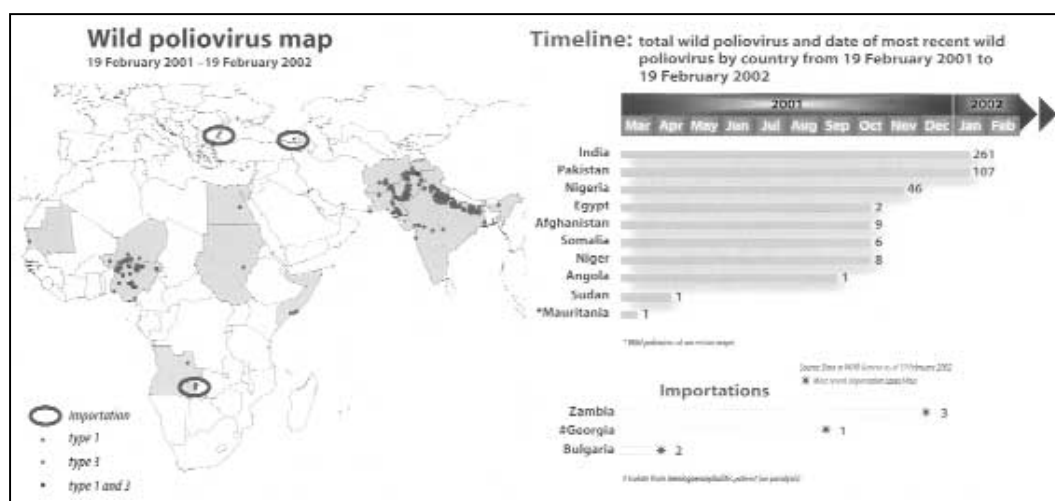 Wild poliovirus map
19 February 2001 – 19 February 2002
Importation
type 1
type 3
type 1 and 3
Timeline: total wild poliovirus and date of most recent wild
poliovirus by country from 19 February 2001 to
19 February 2002
2001 2002
Mar Apr May Jun Jul Aug Sep Oct Nov Dec Jan Feb
India 261
Pakistan 107
Nigeria 46
Egypt 2
Afghanistan 9
Somalia 6
Niger 8
Angola 1
Sudan 1
*Mauritania 1
Importations
Zambia 3
#Georgia 1
Bulgaria 2